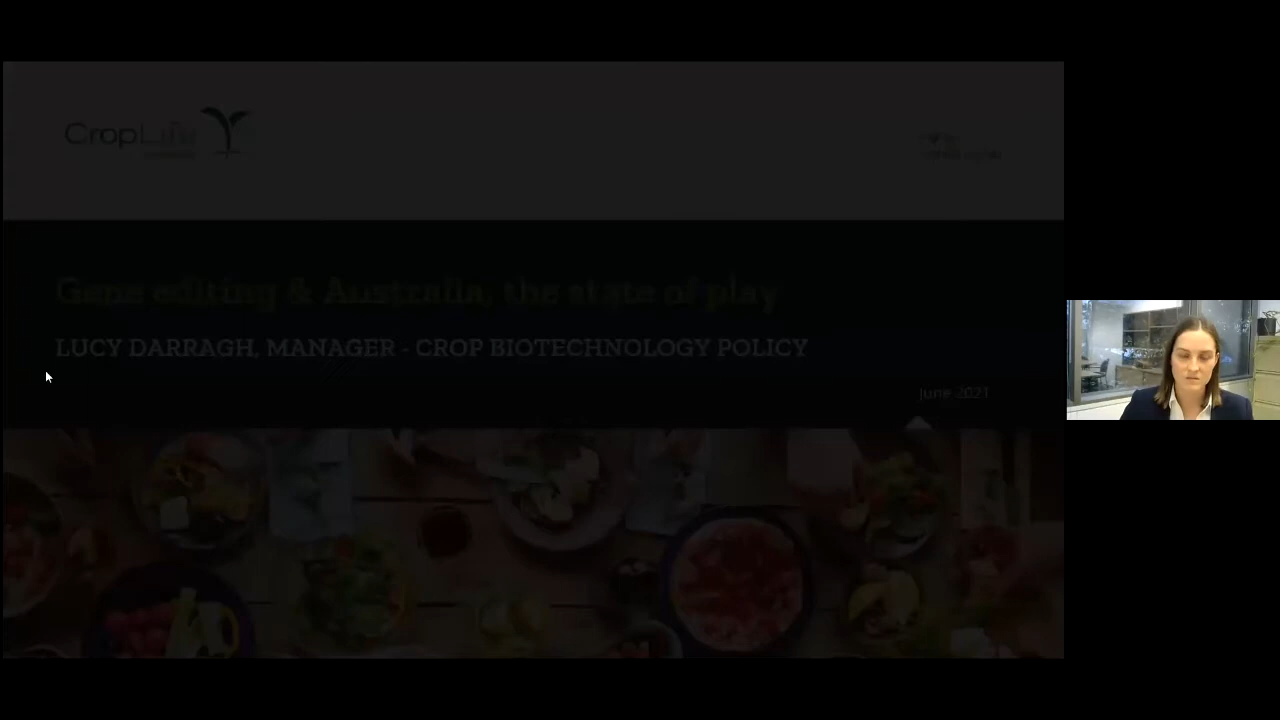 CropLife
Gene editing & Australia, the state of play
LUCY DARRAGH, MANAGER - CROP BIOTECHNOLOGY POLICY
June 2021